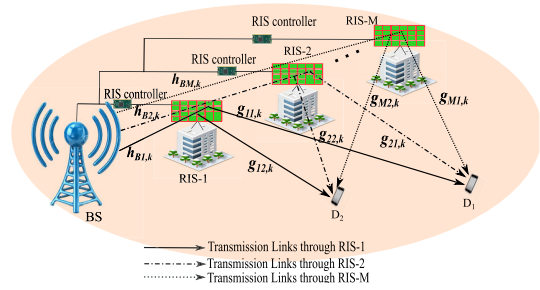 RIS controller
RIS-M
RIS controller
RIS-2
h_{BM,k}
RIS controller
h_{B2,k}
g_{11,k}
g_{M2,k}
g_{M1,k}
g_{22,k}
g_{21,k}
h_{B1,k}
g_{12,k}
RIS-1
BS
D_2
D_1
Transmission Links through RIS-1
Transmission Links through RIS-2
Transmission Links through RIS-M